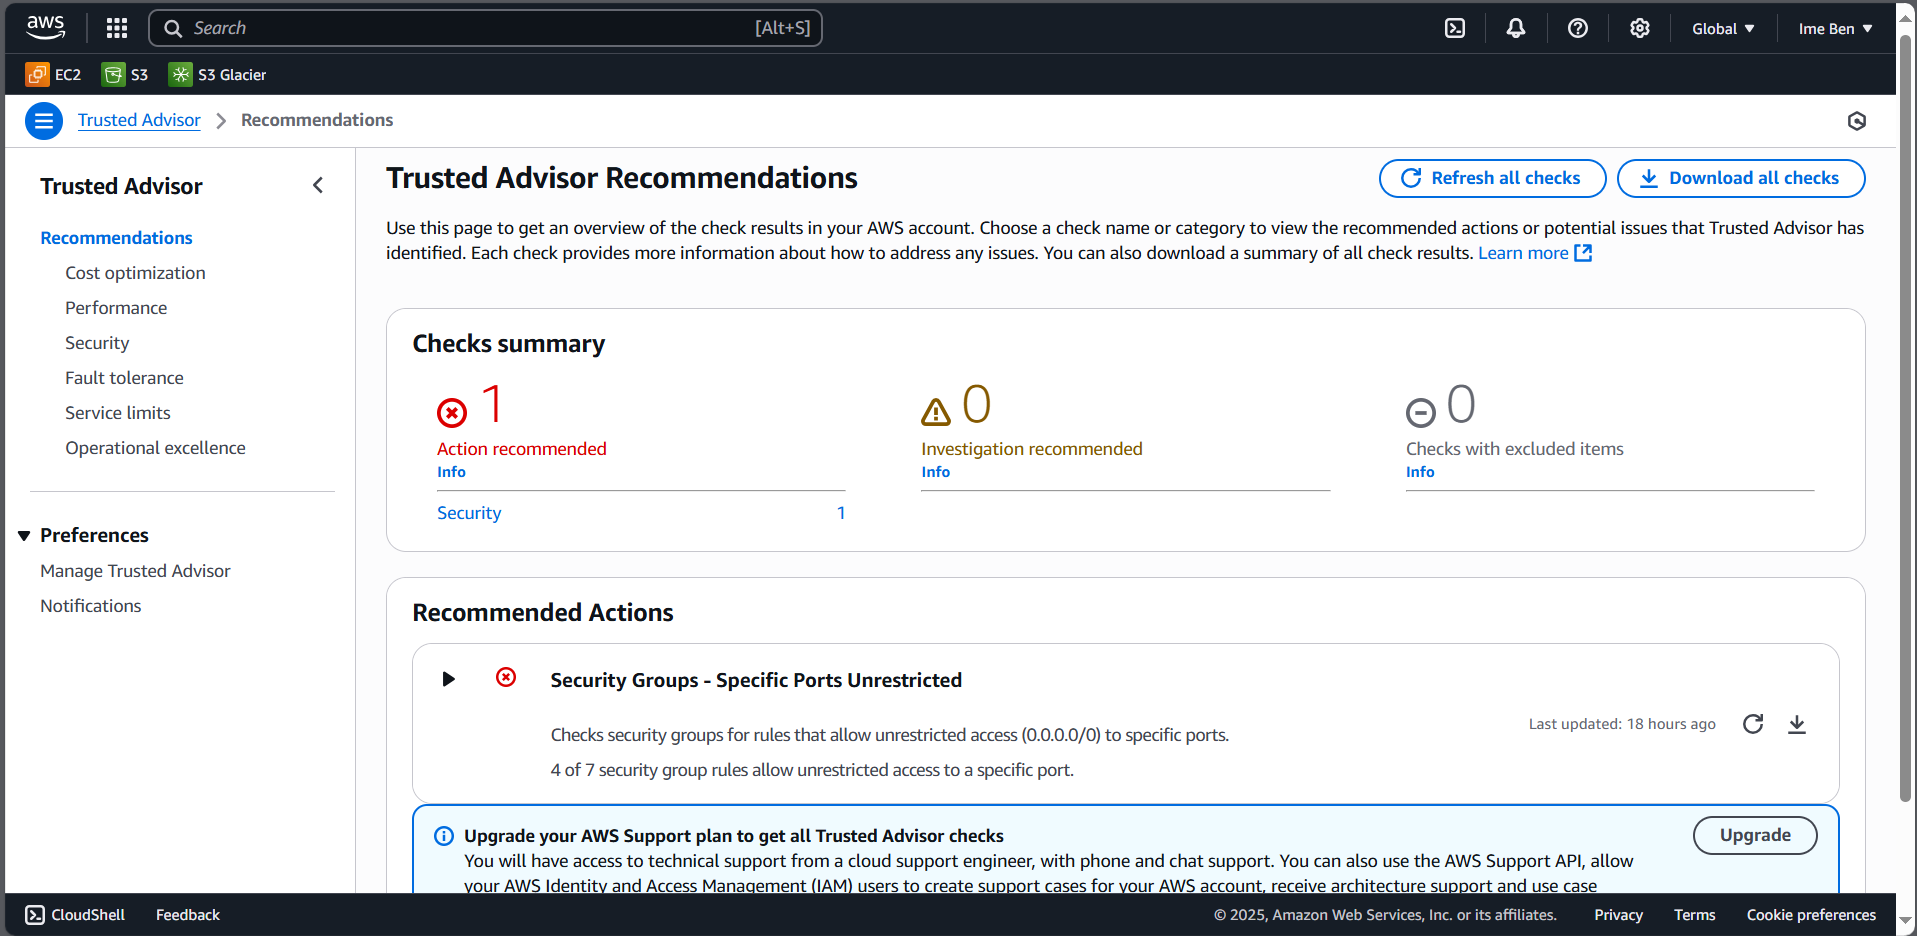 aws
Search
[Alt+S]
Global
Ime Ben
EC2
S3
S3 Glacier
Trusted Advisor
Recommendations
Trusted Advisor
Recommendations
Cost optimization
Performance
Security
Fault tolerance
Service limits
Operational excellence
Preferences
Manage Trusted Advisor
Notifications
Trusted Advisor Recommendations
Refresh all checks
Download all checks
Use this page to get an overview of the check results in your AWS account. Choose a check name or category to view the recommended actions or potential issues that Trusted Advisor has
identified. Each check provides more information about how to address any issues. You can also download a summary of all check results. Learn more
Checks summary
1
Action recommended
Info
Security 1
0
Investigation recommended
Info
0
Checks with excluded items
Info
Recommended Actions
Security Groups - Specific Ports Unrestricted
Checks security groups for rules that allow unrestricted access (0.0.0.0/0) to specific ports.
4 of 7 security group rules allow unrestricted access to a specific port.
Last updated: 18 hours ago
Upgrade your AWS Support plan to get all Trusted Advisor checks
You will have access to technical support from a cloud support engineer, with phone and chat support. You can also use the AWS Support API, allow
your AWS Identity and Access Management (IAM) users to create support cases for your AWS account, receive architecture support and use case
Upgrade
CloudShell
Feedback
© 2025, Amazon Web Services, Inc. or its affiliates.
Privacy
Terms
Cookie preferences